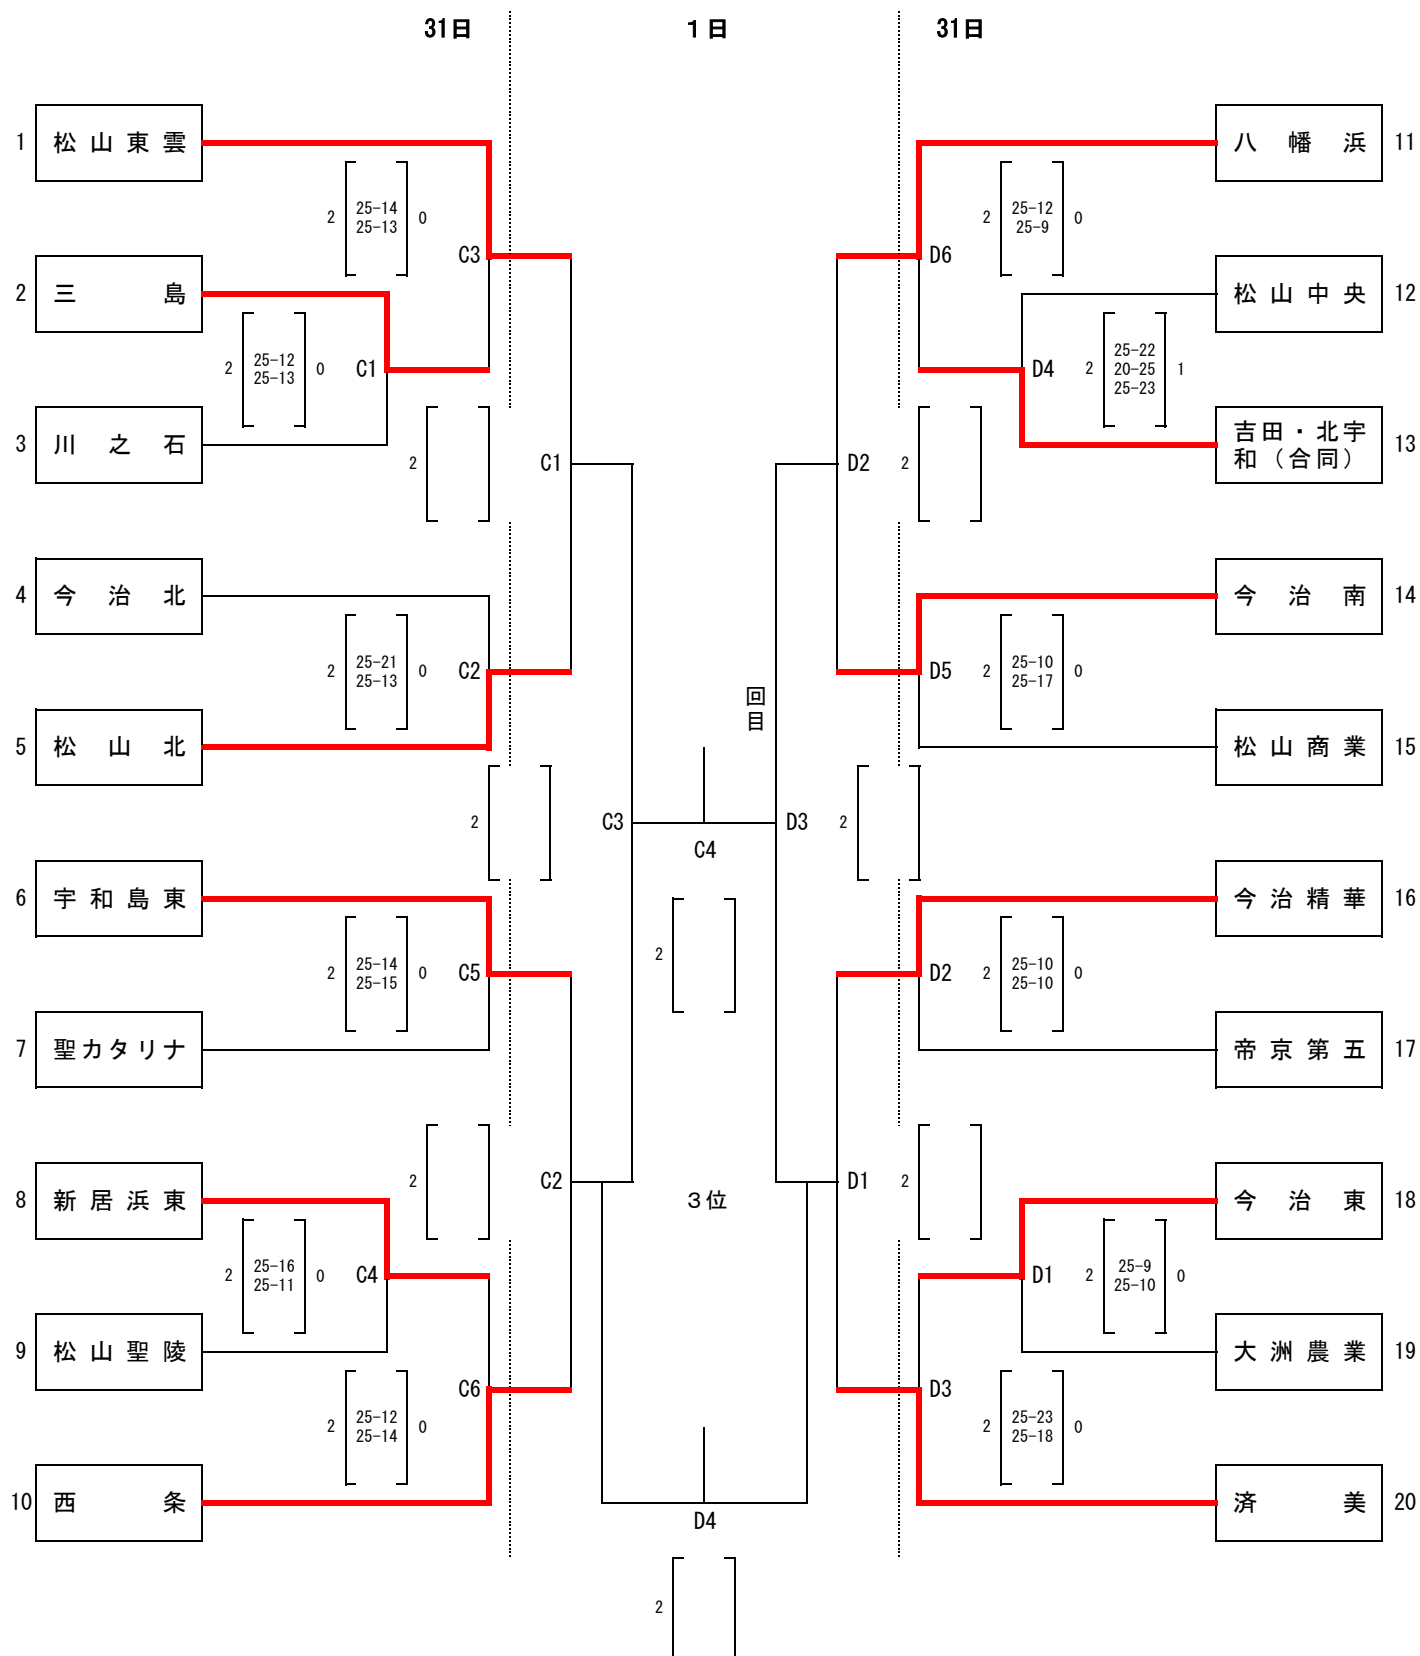 31日 1日 31日
1 松山東雲
八幡浜 11
2 25-14 0
25-13
2 25-12 0
25-9
C3
D6
2 三島
松山中央 12
2 25-12 0
25-13
C1
D4
2 25-22 1
20-25
25-23
3 川之石
吉田・北宇
和(合同)
13
2
C1
D2
2
4 今治北
今治南 14
2 25-21 0
25-13
C2
D5
2 25-10 0
25-17
回
目
5 松山北
松山商業 15
2
C3
D3
2
C4
6 宇和島東
今治精華 16
2
2 25-14 0
25-15
C5
D2
2 25-10 0
25-10
7 聖カタリナ
帝京第五 17
2
C2
D1
2
3位
8 新居浜東
今治東 18
2 25-16 0
25-11
C4
D1
2 25-9 0
25-10
9 松山聖陵
大洲農業 19
C6
D3
2 25-12 0
25-14
2 25-23 0
25-18
10 西条
済美 20
D4
2